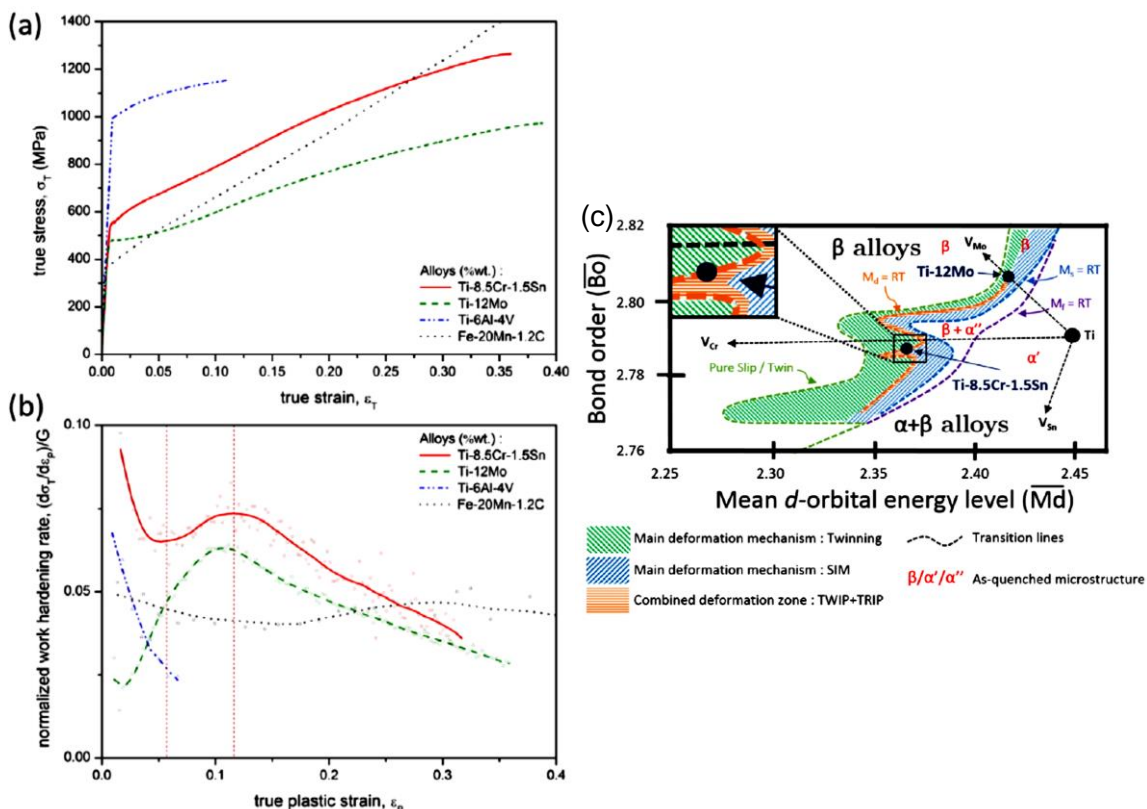 (a)
1400
1200
1000
800
600
400
200
0
true stress, σT (MPa)
0.00 0.05 0.10 0.15 0.20 0.25 0.30 0.35 0.40
true strain, εT
Alloys (%wt.) :
Ti-8.5Cr-1.5Sn
Ti-12Mo
Ti-6Al-4V
Fe-20Mn-1.2C
(b)
0.10
0.05
0.00
normalized work hardening rate, (dσT/dεp)/G
0.0 0.1 0.2 0.3 0.4
true plastic strain, εp
Alloys (%wt.) :
Ti-8.5Cr-1.5Sn
Ti-12Mo
Ti-6Al-4V
Fe-20Mn-1.2C
(c)
2.82
2.80
2.78
2.76
Bond order (B̅o̅)
2.25 2.30 2.35 2.40 2.45
Mean d-orbital energy level (M̅d̅)
β alloys
β
β
VMo
Ti-12Mo
Md = RT
Ms = RT
Mf = RT
β + α''
VCr
Ti
α'
Pure Slip / Twin
Ti-8.5Cr-1.5Sn
VSn
α+β alloys
Main deformation mechanism : Twinning
Main deformation mechanism : SIM
Combined deformation zone : TWIP+TRIP
Transition lines
β/α'/α'' As-quenched microstructure